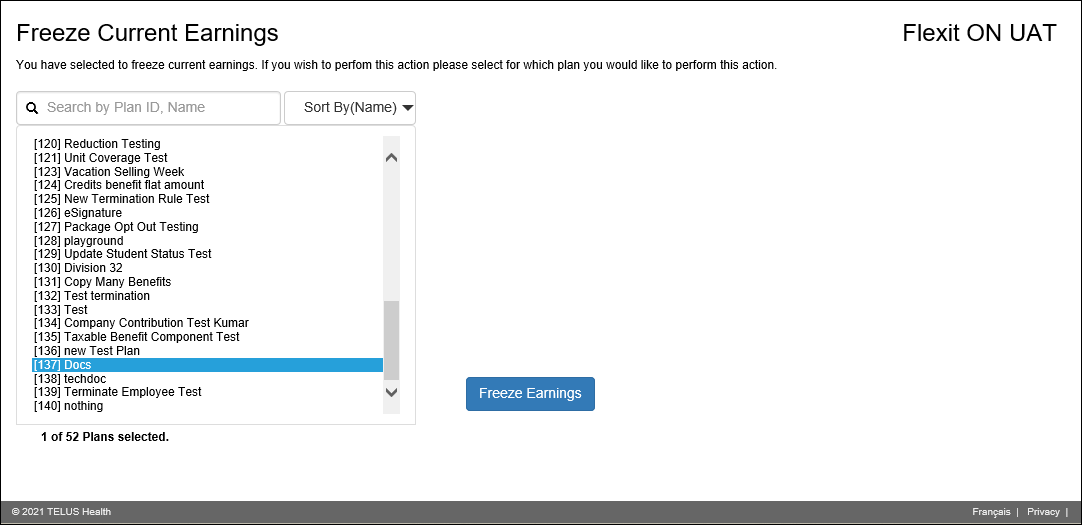 Freeze Current Earnings
Flexit ON UAT
You have selected to freeze current earnings. If you wish to perfom this action please select for which plan you would like to perform this action.
Search by Plan ID, Name
Sort By(Name)
[120] Reduction Testing
[121] Unit Coverage Test
[123] Vacation Selling Week
[124] Credits benefit flat amount
[125] New Termination Rule Test
[126] eSignature
[127] Package Opt Out Testing
[128] playground
[129] Update Student Status Test
[130] Division 32
[131] Copy Many Benefits
[132] Test termination
[133] Test
[134] Company Contribution Test Kumar
[135] Taxable Benefit Component Test
[136] new Test Plan
[137] Docs
[138] techdoc
[139] Terminate Employee Test
[140] nothing
Freeze Earnings
1 of 52 Plans selected.
© 2021 TELUS Health
Français | Privacy |